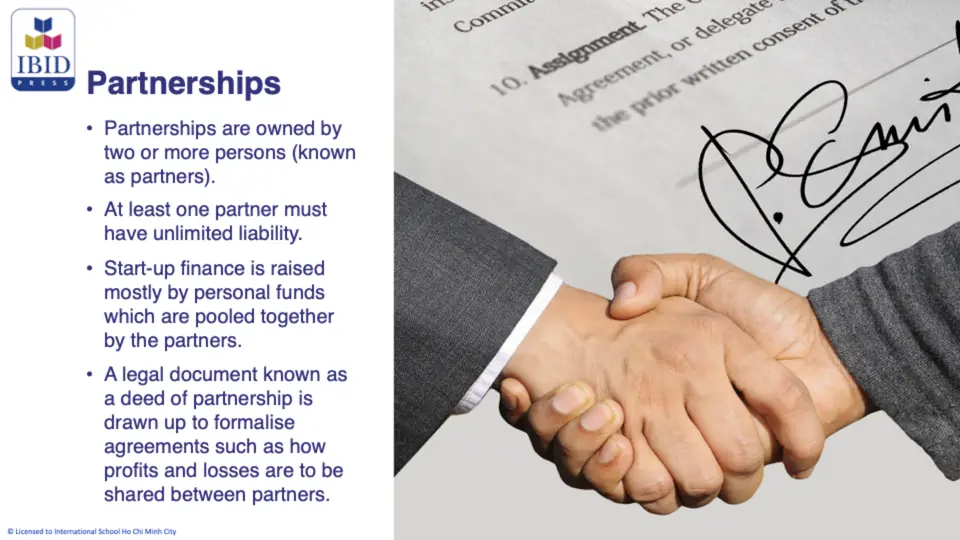 IBID
PRESS
Partnerships
• Partnerships are owned by
two or more persons (known
as partners).
• At least one partner must
have unlimited liability.
• Start-up finance is raised
mostly by personal funds
which are pooled together
by the partners.
• A legal document known as
a deed of partnership is
drawn up to formalise
agreements such as how
profits and losses are to be
shared between partners.
Commit
10. Assignment. The
Agreement, or delegate
the prior written consent of
© Licensed to International School Ho Chi Minh City